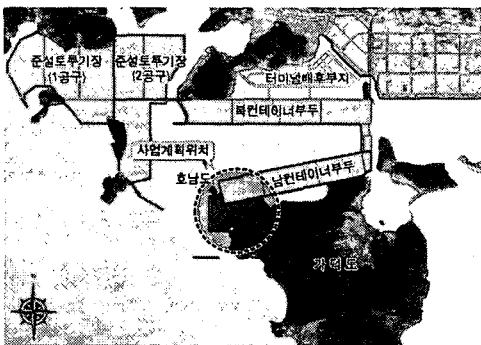 준설토투기장
(1공구)
준설토투기장
(2공구)
터미널배후부지
북컨테이너부두
사업계획위치
호남도
남컨테이너부두
가덕도